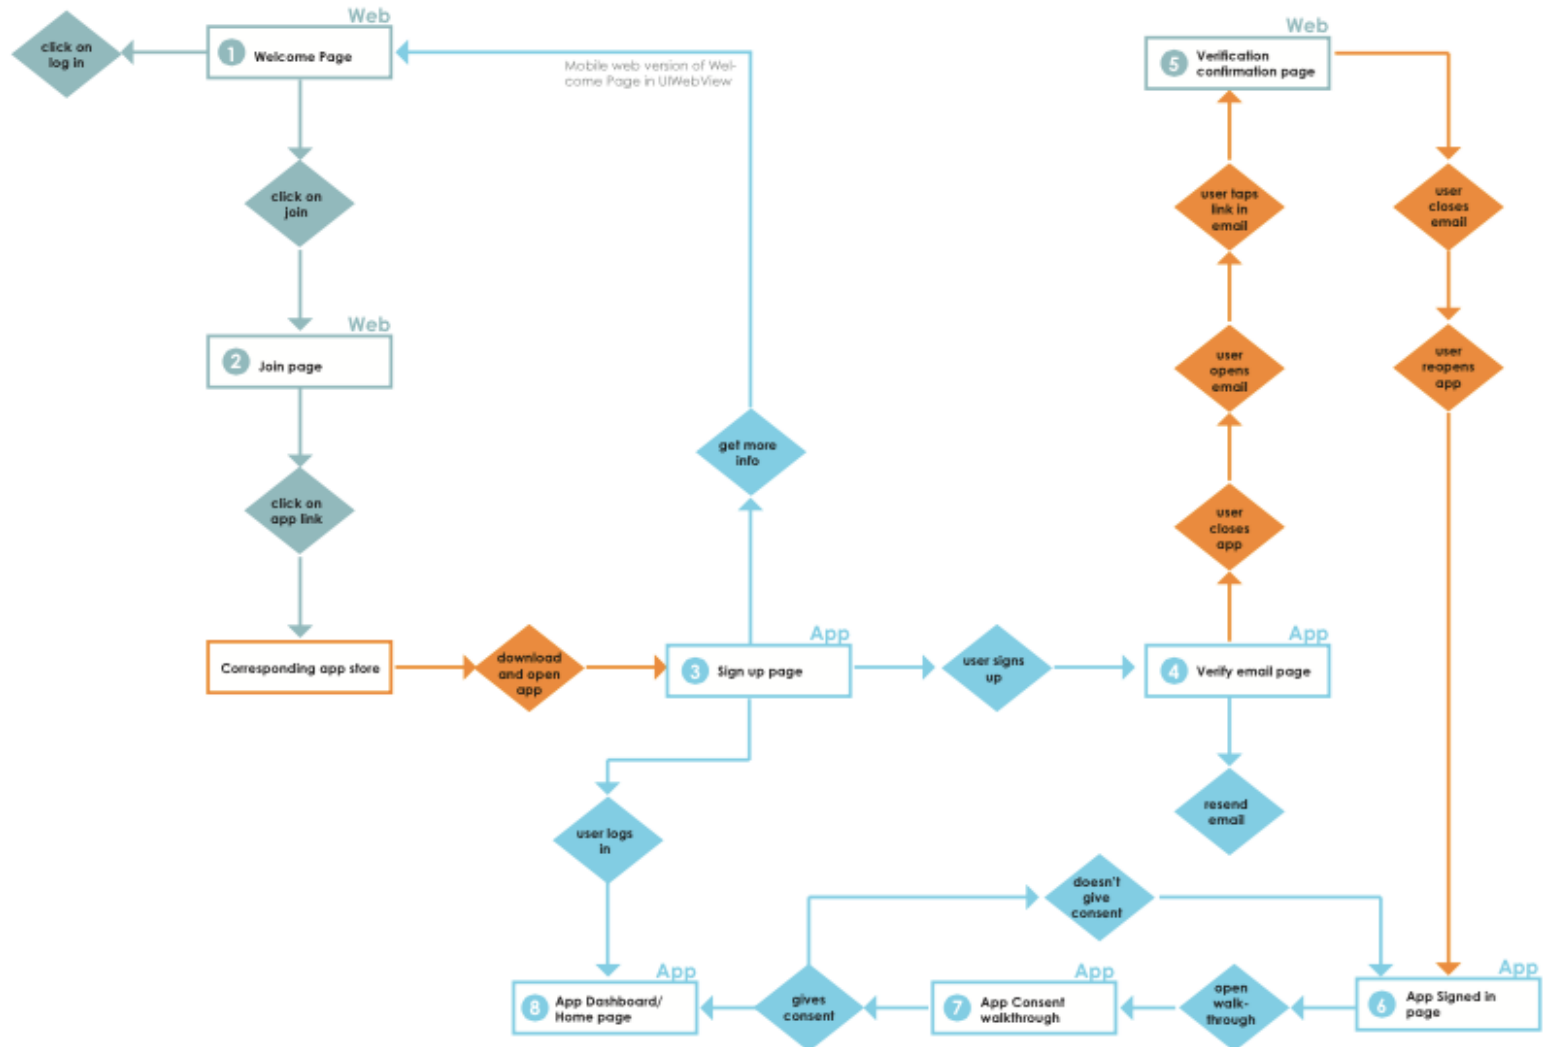 Web
1 Welcome Page
click on
log in
Mobile web version of Wel-
come Page in UIWebView
click on
join
Web
2 Join page
click on
app link
Corresponding app store
download
and open
app
App
3 Sign up page
get more
info
user signs
up
App
4 Verify email page
resend
email
user
closes
app
user
opens
email
user taps
link in
email
Web
5 Verification
confirmation page
user
closes
email
user
reopens
app
App
6 App Signed in
page
open
walk-
through
App
7 App Consent
walkthrough
gives
consent
doesn't
give
consent
user logs
in
App
8 App Dashboard/
Home page